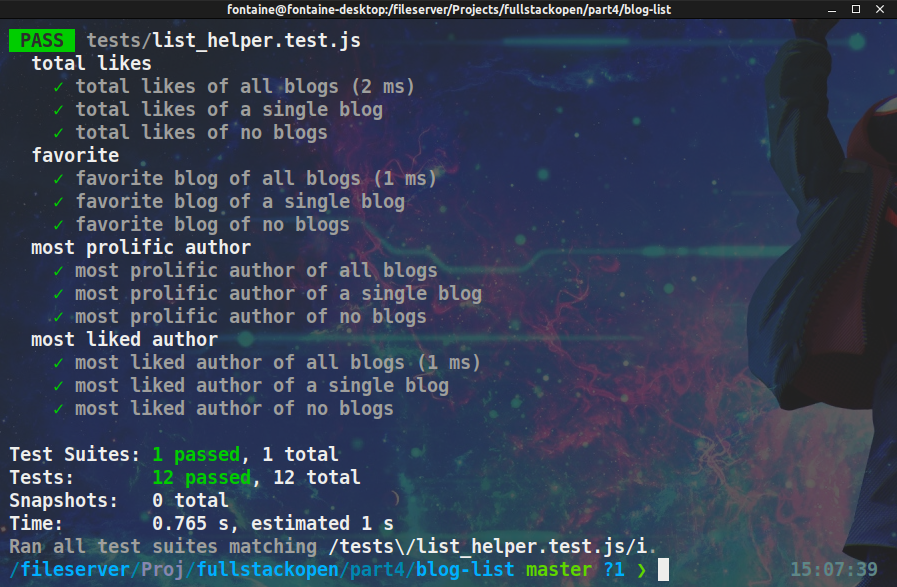 fontaine@fontaine-desktop:/fileserver/Projects/fullstackopen/part4/blog-list
PASS tests/list_helper.test.js
total likes
✓ total likes of all blogs (2 ms)
✓ total likes of a single blog
✓ total likes of no blogs
favorite
✓ favorite blog of all blogs (1 ms)
✓ favorite blog of a single blog
✓ favorite blog of no blogs
most prolific author
✓ most prolific author of all blogs
✓ most prolific author of a single blog
✓ most prolific author of no blogs
most liked author
✓ most liked author of all blogs (1 ms)
✓ most liked author of a single blog
✓ most liked author of no blogs
Test Suites: 1 passed, 1 total
Tests: 12 passed, 12 total
Snapshots: 0 total
Time: 0.765 s, estimated 1 s
Ran all test suites matching /tests\/list_helper.test.js/i.
/fileserver/Proj/fullstackopen/part4/blog-list master ?1 ❯ 15:07:39